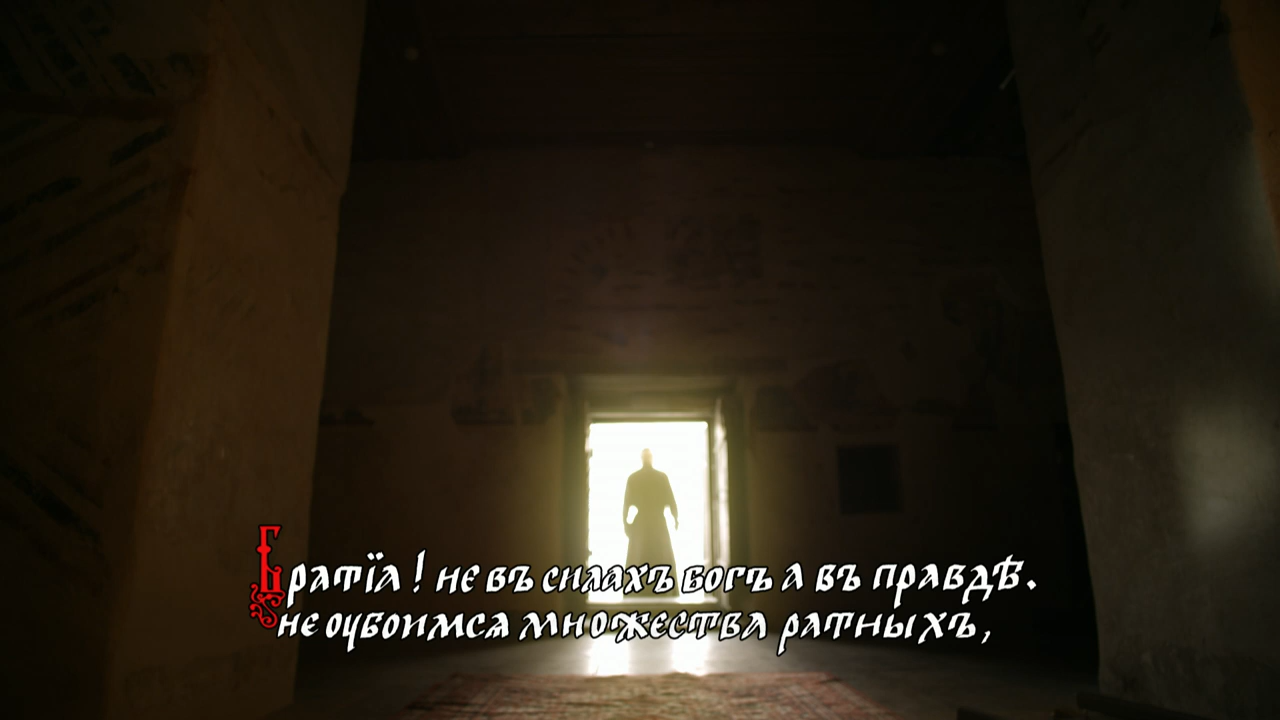 Братїа! не въ силахъ богъ а въ правдѣ.
не оубоимся множества ратныхъ,